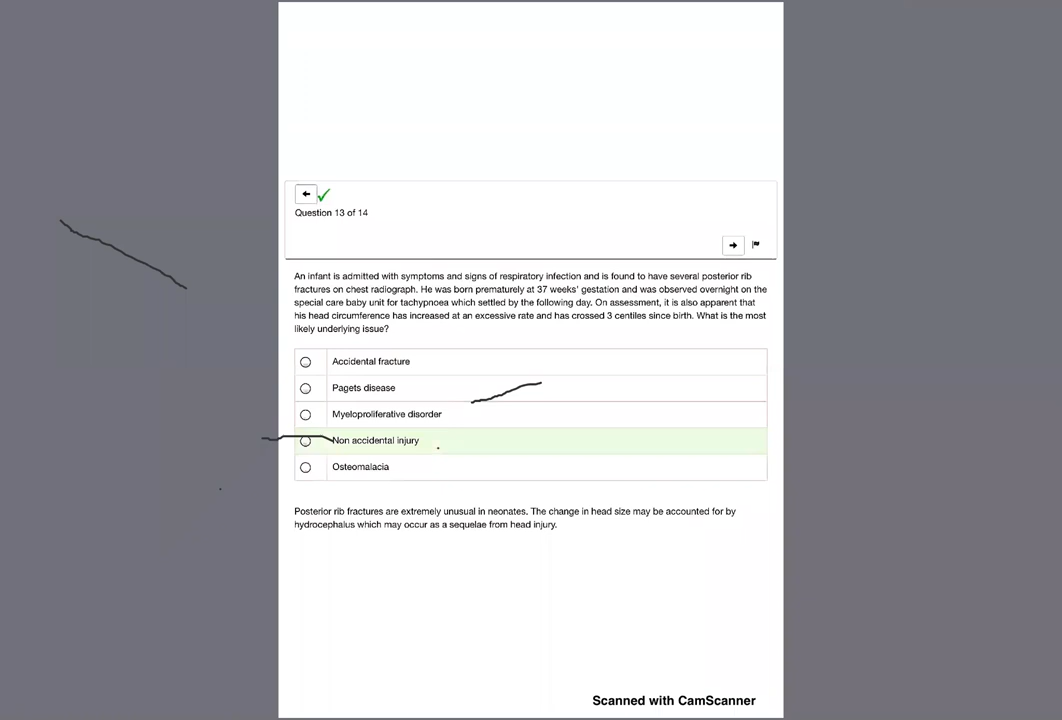 Question 13 of 14
An infant is admitted with symptoms and signs of respiratory infection and is found to have several posterior rib
fractures on chest radiograph. He was born prematurely at 37 weeks' gestation and was observed overnight on the
special care baby unit for tachypnoea which settled by the following day. On assessment, it is also apparent that
his head circumference has increased at an excessive rate and has crossed 3 centiles since birth. What is the most
likely underlying issue?
Accidental fracture
Pagets disease
Myeloproliferative disorder
Non accidental injury
Osteomalacia
Posterior rib fractures are extremely unusual in neonates. The change in head size may be accounted for by
hydrocephalus which may occur as a sequelae from head injury.
Scanned with CamScanner